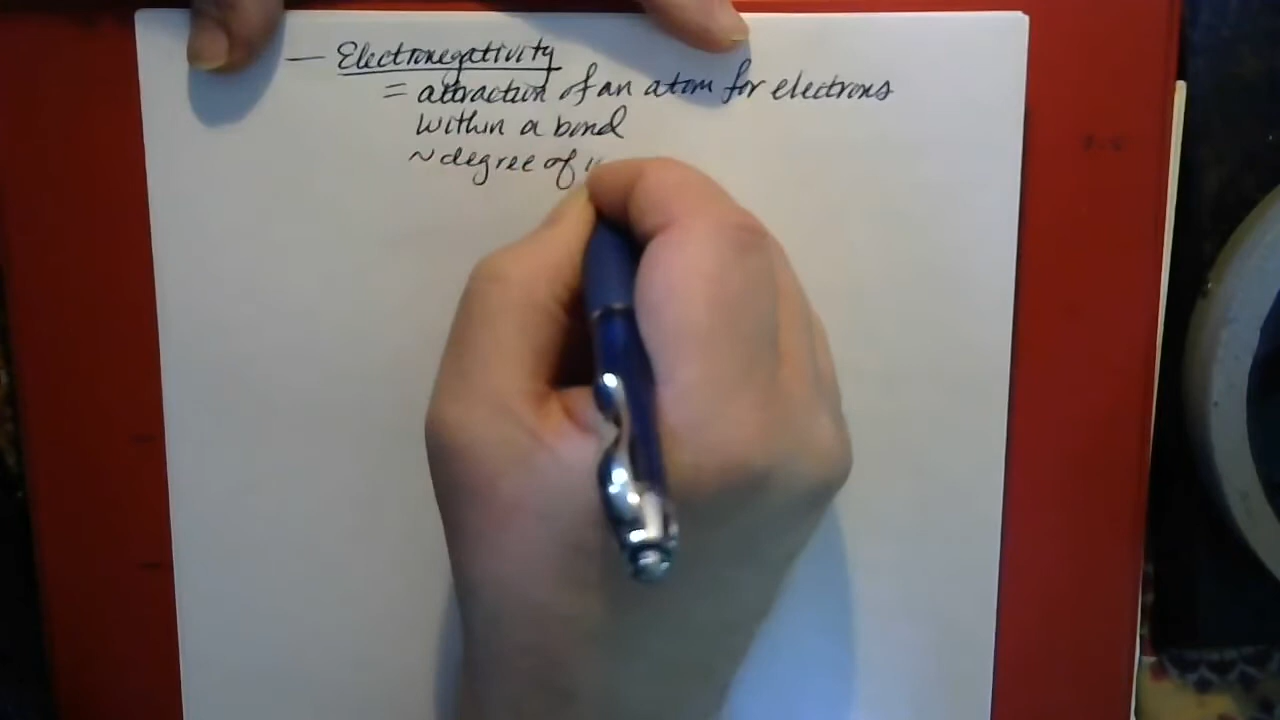 — Electronegativity
= attraction of an atom for electrons
within a bond
~ degree of